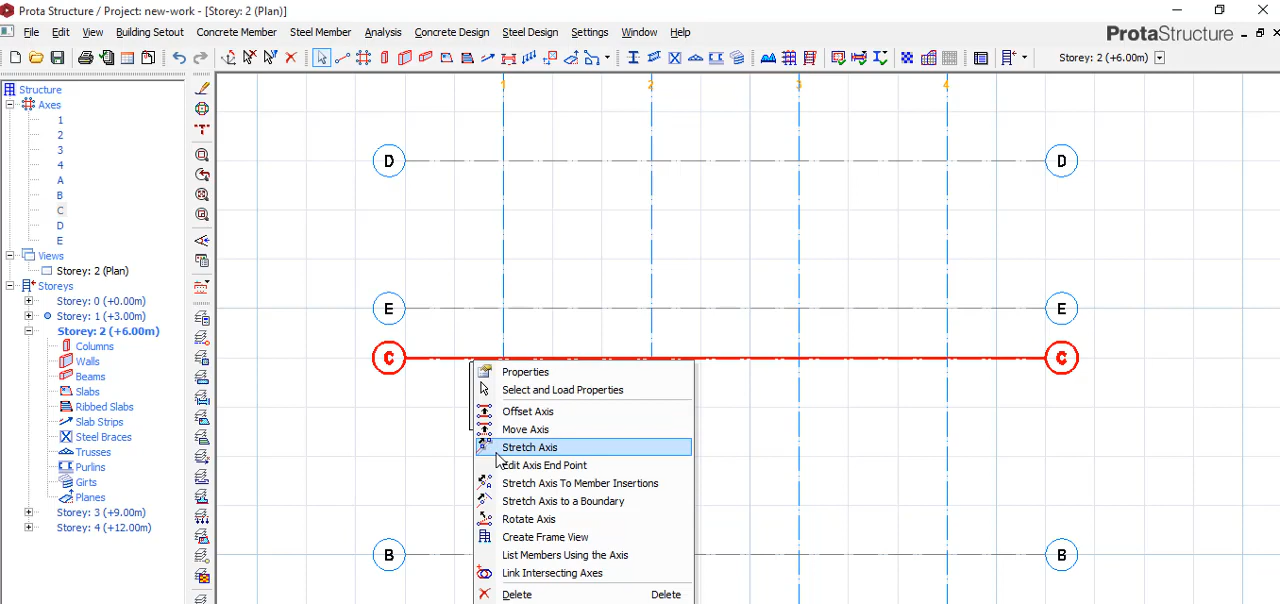 Prota Structure / Project: new-work - [Storey: 2 (Plan)]
File Edit View Building Setout Concrete Member Steel Member Analysis Concrete Design Steel Design Settings Window Help
ProtaStructure
Storey: 2 (+6.00m)
Structure
Axes
1
2
3
4
A
B
C
D
E
Views
Storey: 2 (Plan)
Storeys
Storey: 0 (+0.00m)
Storey: 1 (+3.00m)
Storey: 2 (+6.00m)
Columns
Walls
Beams
Slabs
Ribbed Slabs
Slab Strips
Steel Braces
Trusses
Purlins
Girts
Planes
Storey: 3 (+9.00m)
Storey: 4 (+12.00m)
1 2 3 4
D D
E E
C C
B B
Properties
Select and Load Properties
Offset Axis
Move Axis
Stretch Axis
Edit Axis End Point
Stretch Axis To Member Insertions
Stretch Axis to a Boundary
Rotate Axis
Create Frame View
List Members Using the Axis
Link Intersecting Axes
Delete Delete